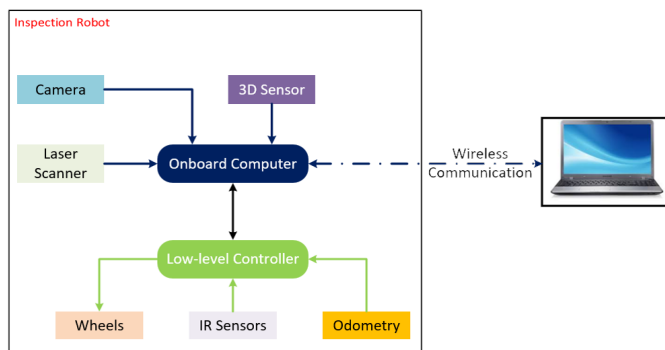 Inspection Robot
Camera
3D Sensor
Laser
Scanner
Onboard Computer
Wireless
Communication
Low-level Controller
Wheels
IR Sensors
Odometry